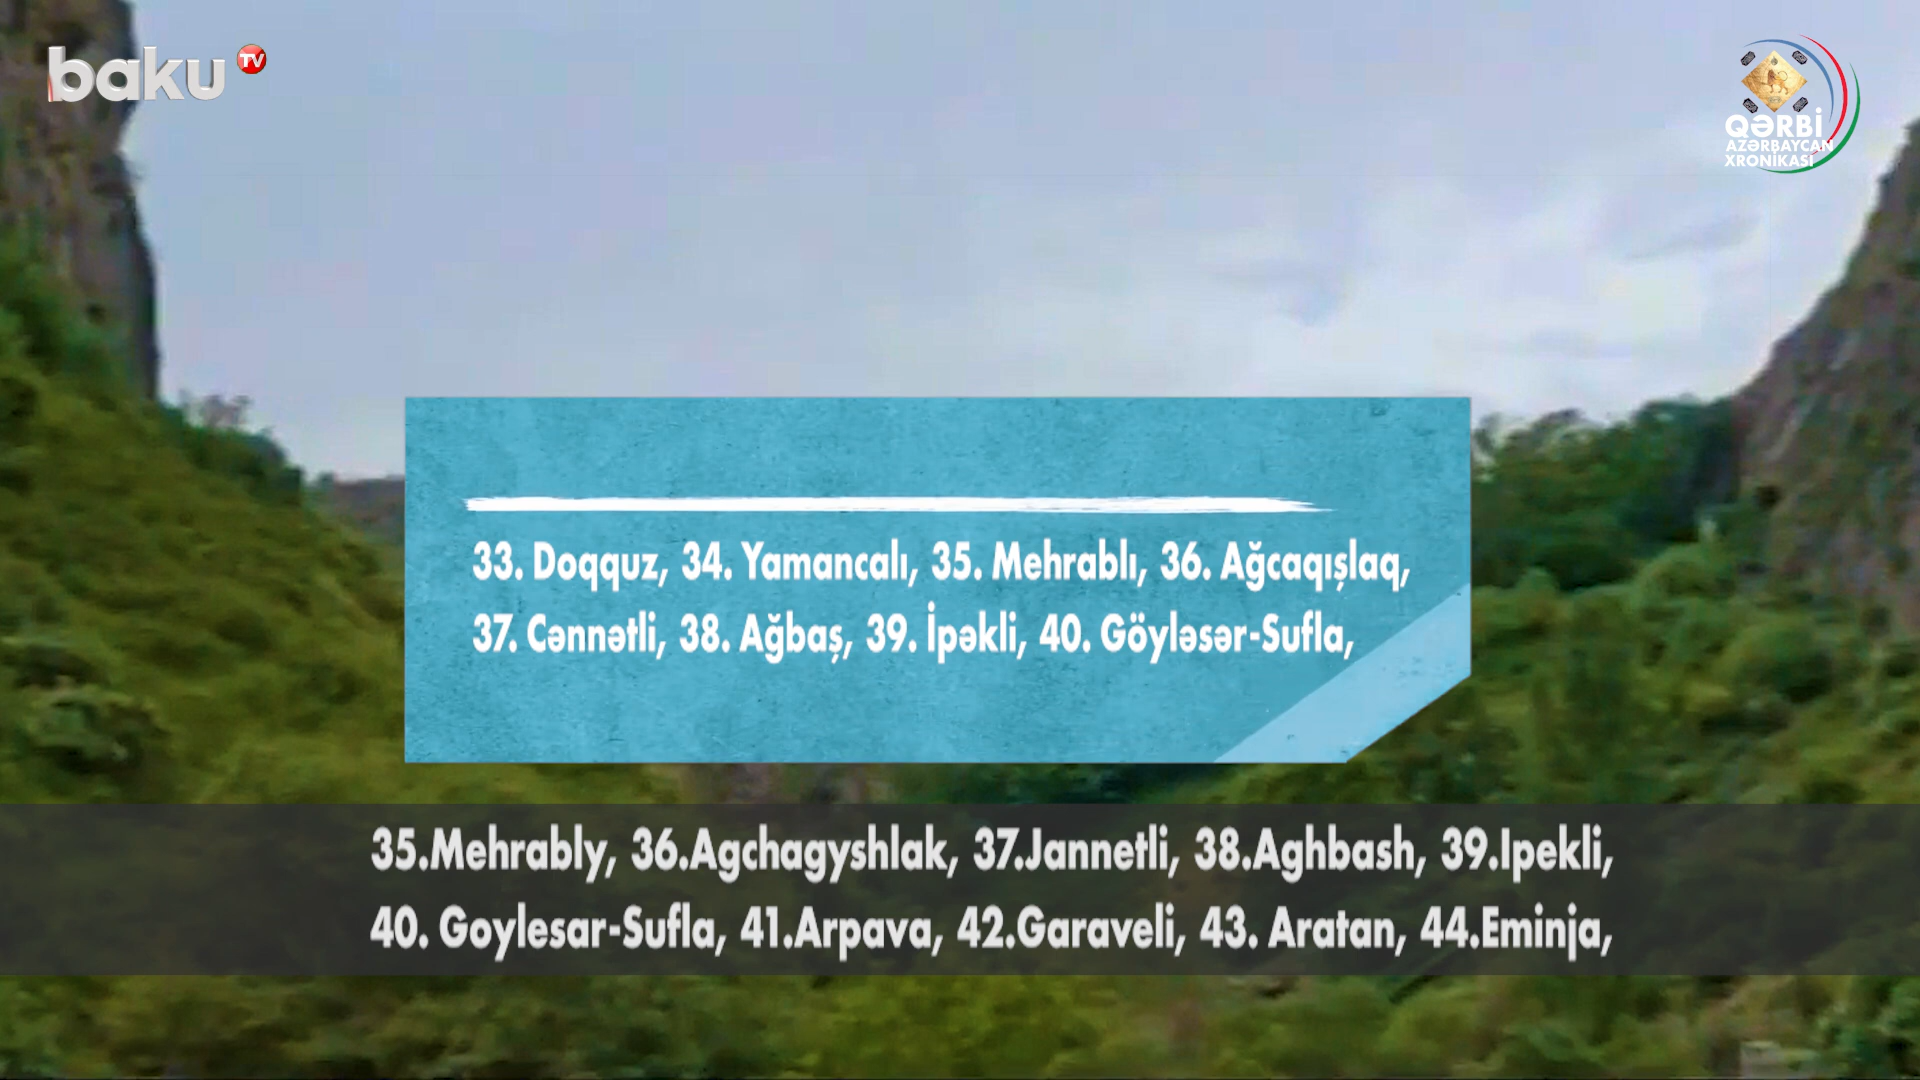 baku TV
QƏRBİ
AZƏRBAYCAN
XRONİKASI
33. Doqquz, 34. Yamancalı, 35. Mehrablı, 36. Ağcaqışlaq,
37. Cənnətli, 38. Ağbaş, 39. İpəkli, 40. Göyləsər-Sufla,
35.Mehrably, 36.Agchagyshlak, 37.Jannetli, 38.Aghbash, 39.Ipekli,
40. Goylesar-Sufla, 41.Arpava, 42.Garaveli, 43. Aratan, 44.Eminja,